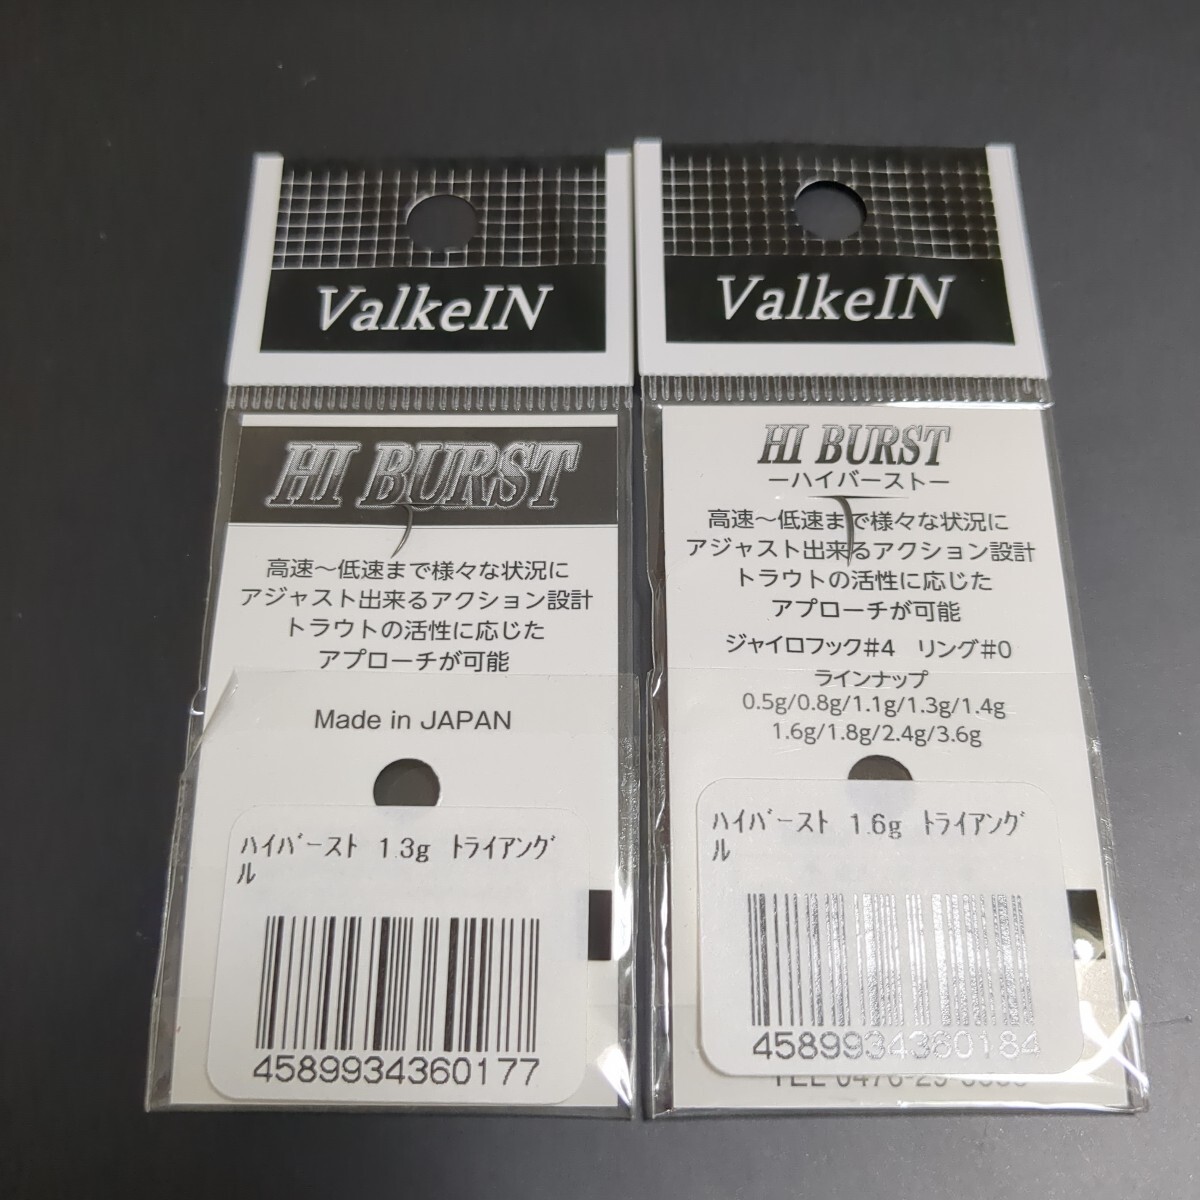 ValkeIN
HI BURST
高速～低速まで様々な状況に
アジャスト出来るアクション設計
トラウトの活性に応じた
アプローチが可能
Made in JAPAN
ﾊｲﾊﾞｰｽﾄ 1.3g ﾄﾗｲｱﾝｸﾞ
ﾙ
4589934360177
ValkeIN
HI BURST
ーハイバーストー
高速～低速まで様々な状況に
アジャスト出来るアクション設計
トラウトの活性に応じた
アプローチが可能
ジャイロフック#4 リング#0
ラインナップ
0.5g/0.8g/1.1g/1.3g/1.4g
1.6g/1.8g/2.4g/3.6g
ﾊｲﾊﾞｰｽﾄ 1.6g ﾄﾗｲｱﾝｸﾞ
ﾙ
4589934360184